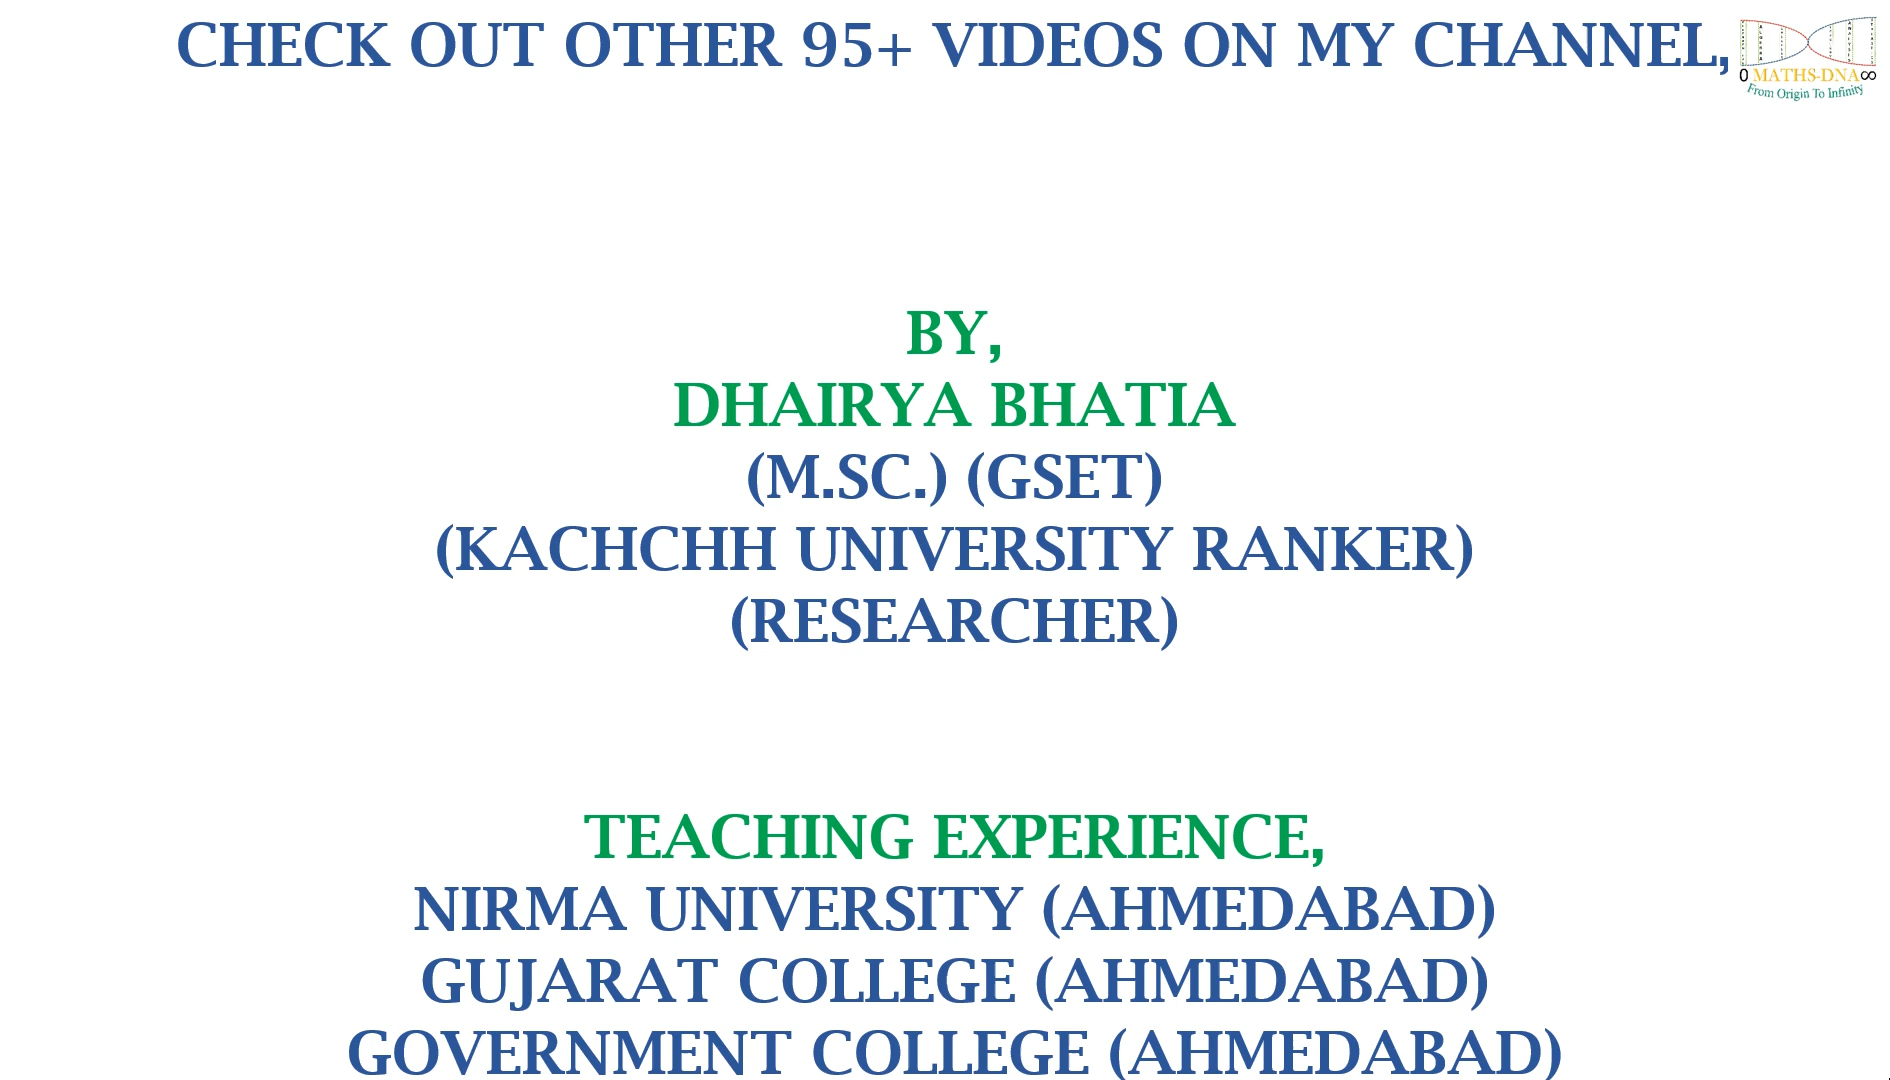 CHECK OUT OTHER 95+ VIDEOS ON MY CHANNEL,
0 MATHS-DNA∞
From Origin To Infinity
BY,
DHAIRYA BHATIA
(M.SC.) (GSET)
(KACHCHH UNIVERSITY RANKER)
(RESEARCHER)
TEACHING EXPERIENCE,
NIRMA UNIVERSITY (AHMEDABAD)
GUJARAT COLLEGE (AHMEDABAD)
GOVERNMENT COLLEGE (AHMEDABAD)